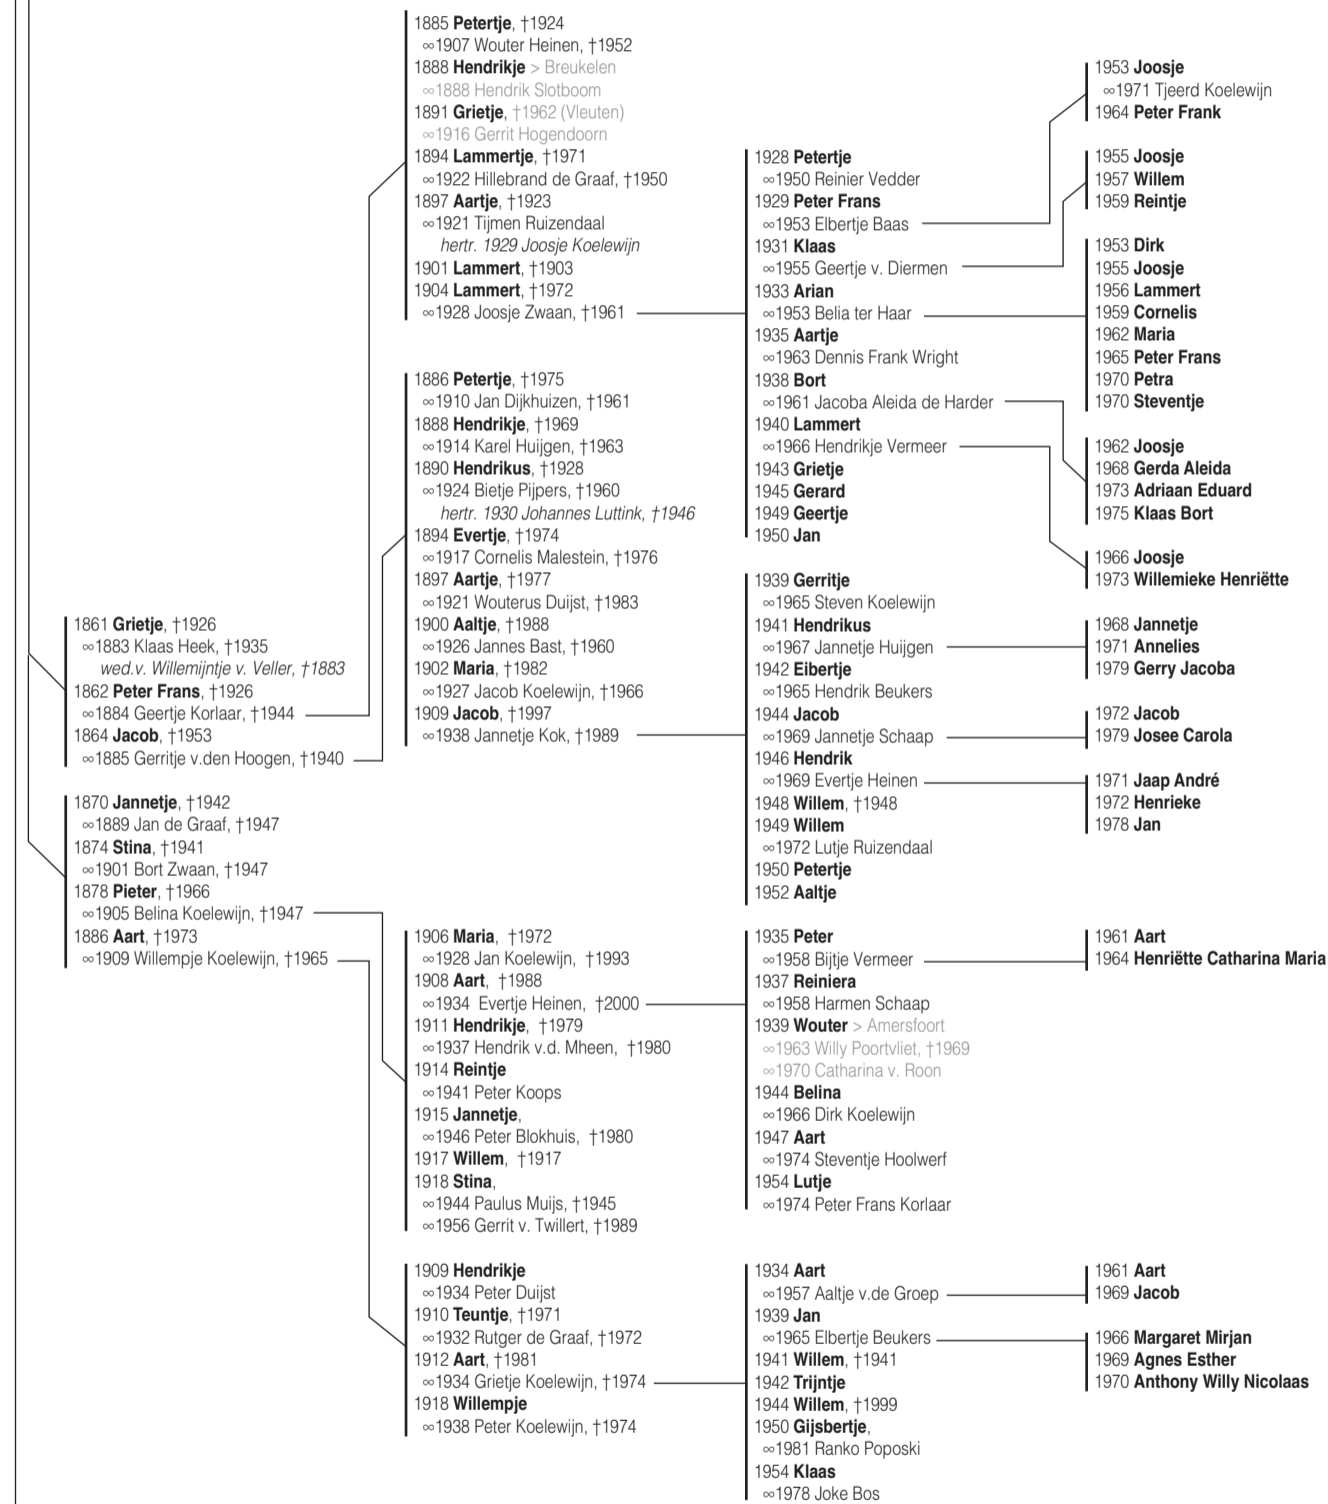 1861 Grietje, †1926
∞1883 Klaas Heek, †1935
wed.v. Willemijntje v. Veller, †1883
1862 Peter Frans, †1926
∞1884 Geertje Korlaar, †1944
1864 Jacob, †1953
∞1885 Gerritje v.den Hoogen, †1940
1870 Jannetje, †1942
∞1889 Jan de Graaf, †1947
1874 Stina, †1941
∞1901 Bort Zwaan, †1947
1878 Pieter, †1966
∞1905 Belina Koelewijn, †1947
1886 Aart, †1973
∞1909 Willempje Koelewijn, †1965
1885 Petertje, †1924
∞1907 Wouter Heinen, †1952
1888 Hendrikje > Breukelen
∞1888 Hendrik Slotboom
1891 Grietje, †1962 (Vleuten)
∞1916 Gerrit Hogendoorn
1894 Lammertje, †1971
∞1922 Hillebrand de Graaf, †1950
1897 Aartje, †1923
∞1921 Tijmen Ruizendaal
hertr. 1929 Joosje Koelewijn
1901 Lammert, †1903
1904 Lammert, †1972
∞1928 Joosje Zwaan, †1961
1886 Petertje, †1975
∞1910 Jan Dijkhuizen, †1961
1888 Hendrikje, †1969
∞1914 Karel Huijgen, †1963
1890 Hendrikus, †1928
∞1924 Bietje Pijpers, †1960
hertr. 1930 Johannes Luttink, †1946
1894 Evertje, †1974
∞1917 Cornelis Malestein, †1976
1897 Aartje, †1977
∞1921 Wouterus Duijst, †1983
1900 Aaltje, †1988
∞1926 Jannes Bast, †1960
1902 Maria, †1982
∞1927 Jacob Koelewijn, †1966
1909 Jacob, †1997
∞1938 Jannetje Kok, †1989
1906 Maria, †1972
∞1928 Jan Koelewijn, †1993
1908 Aart, †1988
∞1934 Evertje Heinen, †2000
1911 Hendrikje, †1979
∞1937 Hendrik v.d. Mheen, †1980
1914 Reintje
∞1941 Peter Koops
1915 Jannetje,
∞1946 Peter Blokhuis, †1980
1917 Willem, †1917
1918 Stina,
∞1944 Paulus Muijs, †1945
∞1956 Gerrit v. Twillert, †1989
1909 Hendrikje
∞1934 Peter Duijst
1910 Teuntje, †1971
∞1932 Rutger de Graaf, †1972
1912 Aart, †1981
∞1934 Grietje Koelewijn, †1974
1918 Willempje
∞1938 Peter Koelewijn, †1974
1928 Petertje
∞1950 Reinier Vedder
1929 Peter Frans
∞1953 Elbertje Baas
1931 Klaas
∞1955 Geertje v. Diermen
1933 Arian
∞1953 Belia ter Haar
1935 Aartje
∞1963 Dennis Frank Wright
1938 Bort
∞1961 Jacoba Aleida de Harder
1940 Lammert
∞1966 Hendrikje Vermeer
1943 Grietje
1945 Gerard
1949 Geertje
1950 Jan
1939 Gerritje
∞1965 Steven Koelewijn
1941 Hendrikus
∞1967 Jannetje Huijgen
1942 Eibertje
∞1965 Hendrik Beukers
1944 Jacob
∞1969 Jannetje Schaap
1946 Hendrik
∞1969 Evertje Heinen
1948 Willem, †1948
1949 Willem
∞1972 Lutje Ruizendaal
1950 Petertje
1952 Aaltje
1935 Peter
∞1958 Bijtje Vermeer
1937 Reiniera
∞1958 Harmen Schaap
1939 Wouter > Amersfoort
∞1963 Willy Poortvliet, †1969
∞1970 Catharina v. Roon
1944 Belina
∞1966 Dirk Koelewijn
1947 Aart
∞1974 Steventje Hoolwerf
1954 Lutje
∞1974 Peter Frans Korlaar
1934 Aart
∞1957 Aaltje v.de Groep
1939 Jan
∞1965 Elbertje Beukers
1941 Willem, †1941
1942 Trijntje
1944 Willem, †1999
1950 Gijsbertje,
∞1981 Ranko Poposki
1954 Klaas
∞1978 Joke Bos
1953 Joosje
∞1971 Tjeerd Koelewijn
1964 Peter Frank
1955 Joosje
1957 Willem
1959 Reintje
1953 Dirk
1955 Joosje
1956 Lammert
1959 Cornelis
1962 Maria
1965 Peter Frans
1970 Petra
1970 Steventje
1962 Joosje
1968 Gerda Aleida
1973 Adriaan Eduard
1975 Klaas Bort
1966 Joosje
1973 Willemieke Henriëtte
1968 Jannetje
1971 Annelies
1979 Gerry Jacoba
1972 Jacob
1979 Josee Carola
1971 Jaap André
1972 Henrieke
1978 Jan
1961 Aart
1964 Henriëtte Catharina Maria
1961 Aart
1969 Jacob
1966 Margaret Mirjan
1969 Agnes Esther
1970 Anthony Willy Nicolaas